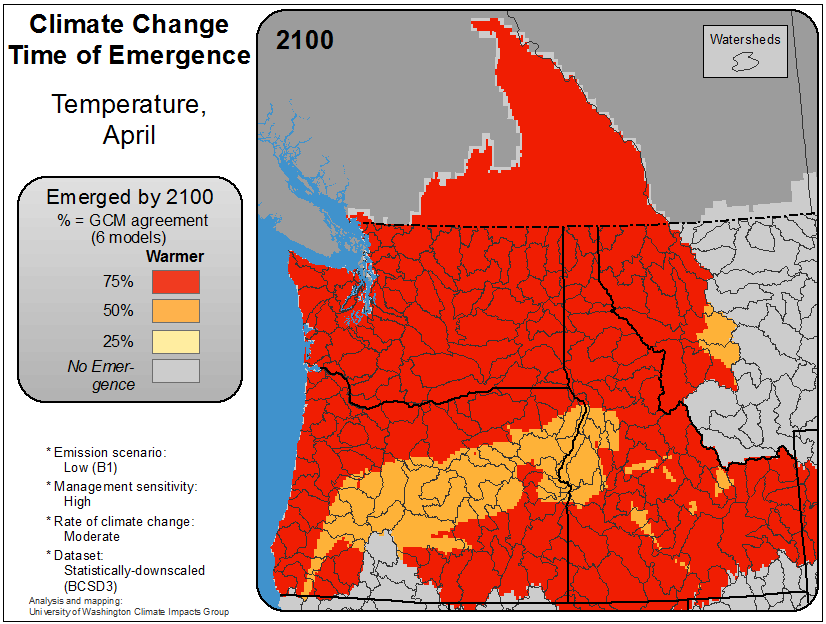 Climate Change
Time of Emergence
Temperature,
April
Emerged by 2100
% = GCM agreement
(6 models)
Warmer
75%
50%
25%
No Emer-
gence
* Emission scenario:
Low (B1)
* Management sensitivity:
High
* Rate of climate change:
Moderate
* Dataset:
Statistically-downscaled
(BCSD3)
Analysis and mapping:
University of Washington Climate Impacts Group
2100
Watersheds